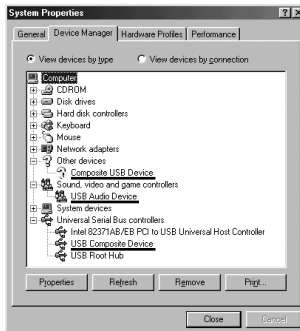 System Properties
General Device Manager Hardware Profiles Performance
View devices by type View devices by connection
Computer
CDROM
Disk drives
Hard disk controllers
Keyboard
Mouse
Network adapters
Other devices
Composite USB Device
Sound, video and game controllers
USB Audio Device
System devices
Universal Serial Bus controllers
Intel 82371AB/EB PCI to USB Universal Host Controller
USB Composite Device
USB Root Hub
Properties Refresh Remove Print...
Close Cancel